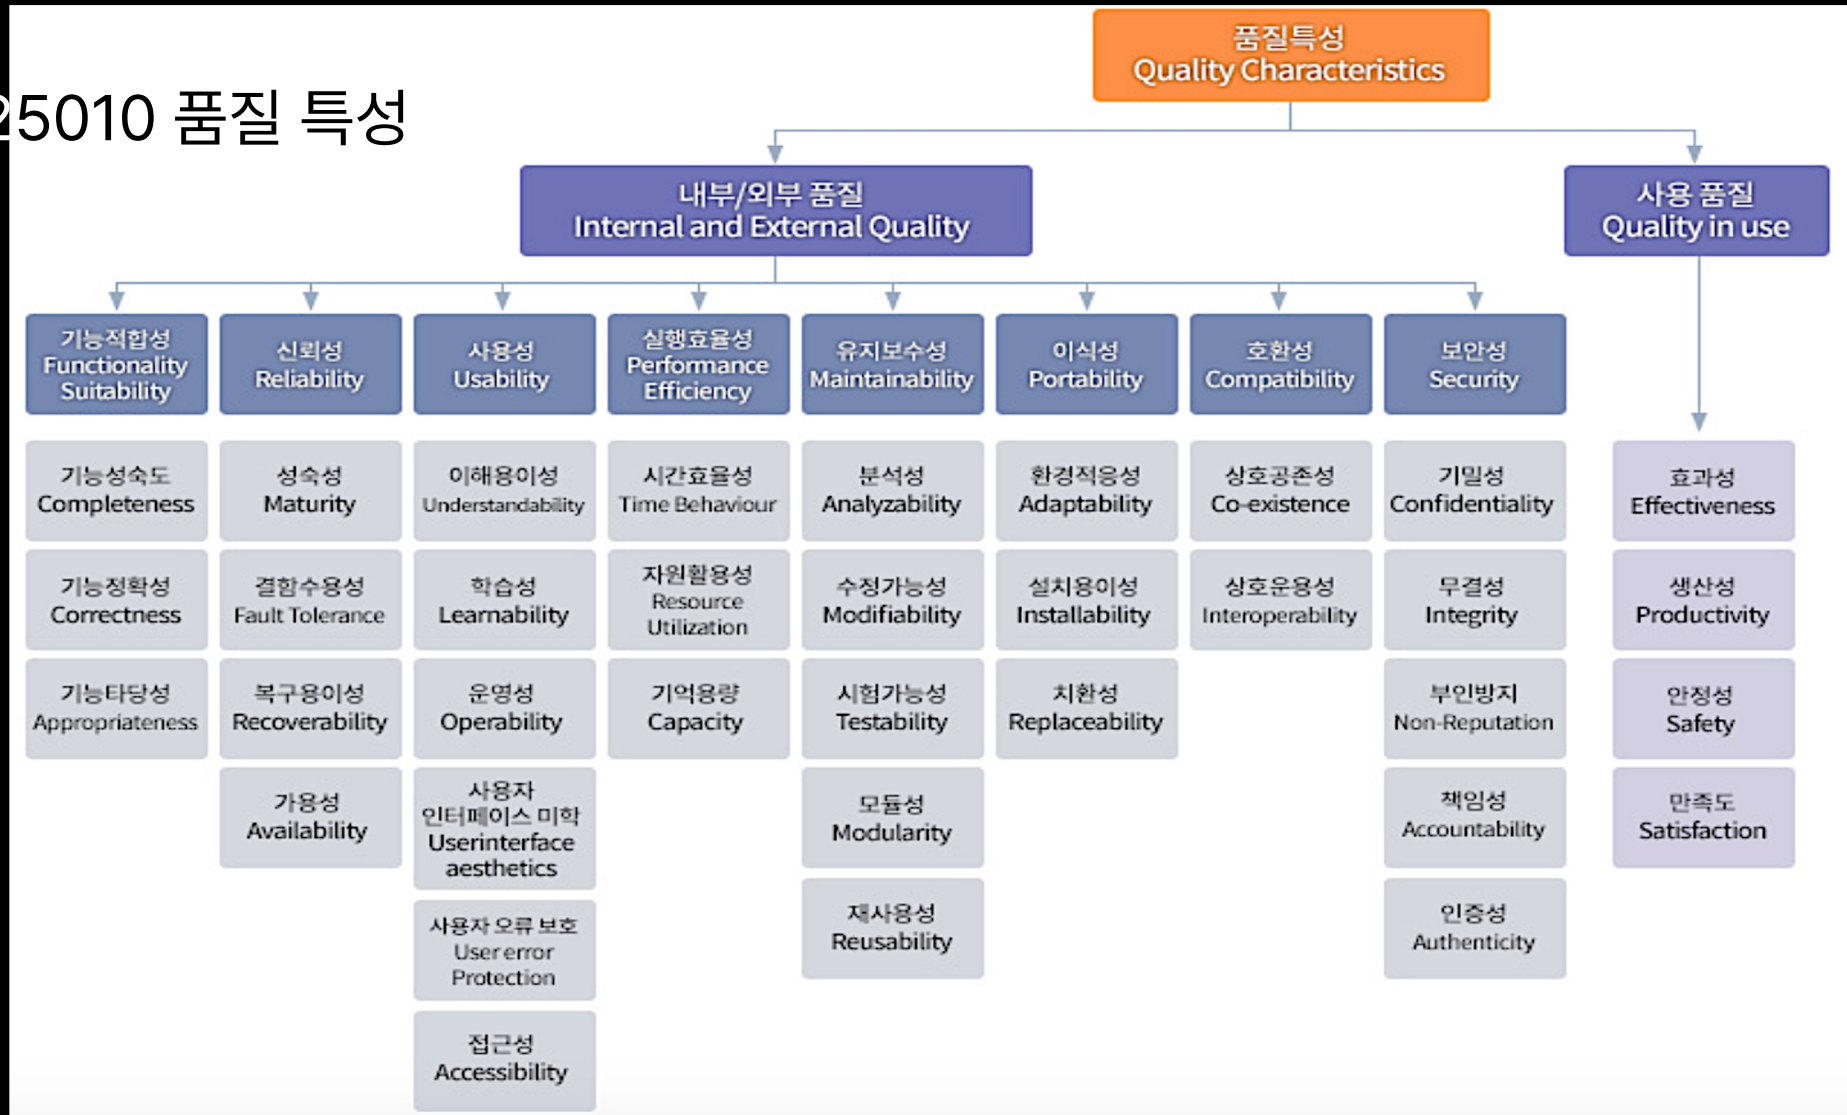 25010 품질 특성
품질특성
Quality Characteristics
내부/외부 품질
Internal and External Quality
사용 품질
Quality in use
기능적합성
Functionality
Suitability
신뢰성
Reliability
사용성
Usability
실행효율성
Performance
Efficiency
유지보수성
Maintainability
이식성
Portability
호환성
Compatibility
보안성
Security
기능성숙도
Completeness
성숙성
Maturity
이해용이성
Understandability
시간효율성
Time Behaviour
분석성
Analyzability
환경적응성
Adaptability
상호공존성
Co-existence
기밀성
Confidentiality
효과성
Effectiveness
기능정확성
Correctness
결함수용성
Fault Tolerance
학습성
Learnability
자원활용성
Resource
Utilization
수정가능성
Modifiability
설치용이성
Installability
상호운용성
Interoperability
무결성
Integrity
생산성
Productivity
기능타당성
Appropriateness
복구용이성
Recoverability
운영성
Operability
기억용량
Capacity
시험가능성
Testability
치환성
Replaceability
부인방지
Non-Reputation
안정성
Safety
가용성
Availability
사용자
인터페이스 미학
Userinterface
aesthetics
모듈성
Modularity
책임성
Accountability
만족도
Satisfaction
사용자 오류 보호
User error
Protection
재사용성
Reusability
인증성
Authenticity
접근성
Accessibility